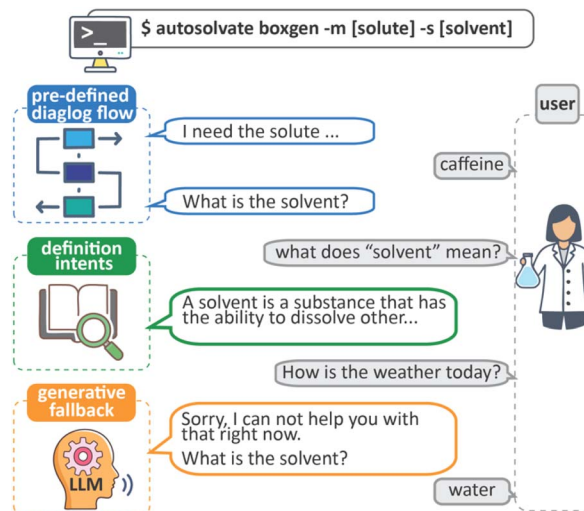 >_
$ autosolvate boxgen -m [solute] -s [solvent]
pre-defined
diaglog flow
user
I need the solute ...
caffeine
What is the solvent?
definition
intents
what does “solvent” mean?
A solvent is a substance that has
the ability to dissolve other...
How is the weather today?
generative
fallback
Sorry, I can not help you with
that right now.
What is the solvent?
LLM
water